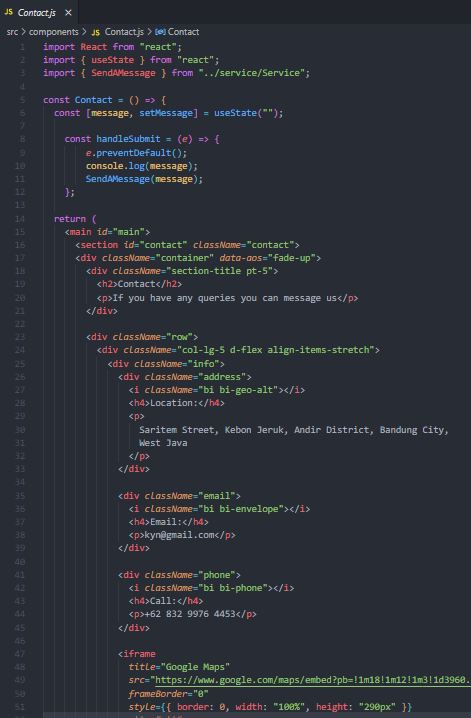 JS Contact.js ×
src > components > JS Contact.js > Contact
1 import React from "react";
2 import { useState } from "react";
3 import { SendAMessage } from "../service/Service";
4
5 const Contact = () => {
6 const [message, setMessage] = useState("");
7
8 const handleSubmit = (e) => {
9 e.preventDefault();
10 console.log(message);
11 SendAMessage(message);
12 };
13
14 return (
15 <main id="main">
16 <section id="contact" className="contact">
17 <div className="container" data-aos="fade-up">
18 <div className="section-title pt-5">
19 <h2>Contact</h2>
20 <p>If you have any queries you can message us</p>
21 </div>
22
23 <div className="row">
24 <div className="col-lg-5 d-flex align-items-stretch">
25 <div className="info">
26 <div className="address">
27 <i className="bi bi-geo-alt"></i>
28 <h4>Location:</h4>
29 <p>
30 Saritem Street, Kebon Jeruk, Andir District, Bandung City,
31 West Java
32 </p>
33 </div>
34
35 <div className="email">
36 <i className="bi bi-envelope"></i>
37 <h4>Email:</h4>
38 <p>kyn@gmail.com</p>
39 </div>
40
41 <div className="phone">
42 <i className="bi bi-phone"></i>
43 <h4>Call:</h4>
44 <p>+62 832 9976 4453</p>
45 </div>
46
47 <iframe
48 title="Google Maps"
49 src="https://www.google.com/maps/embed?pb=!1m18!1m12!1m3!1d3960.
50 frameBorder="0"
51 style={{ border: 0, width: "100%", height: "290px" }}